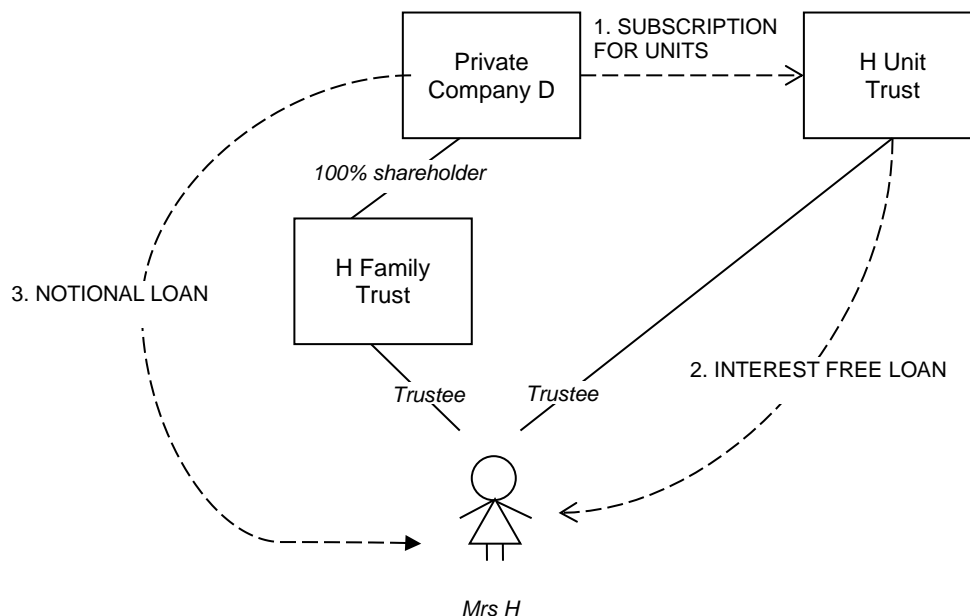 1. SUBSCRIPTION
FOR UNITS
Private
Company D
H Unit
Trust
100% shareholder
H Family
Trust
3. NOTIONAL LOAN
2. INTEREST FREE LOAN
Trustee
Trustee
Mrs H